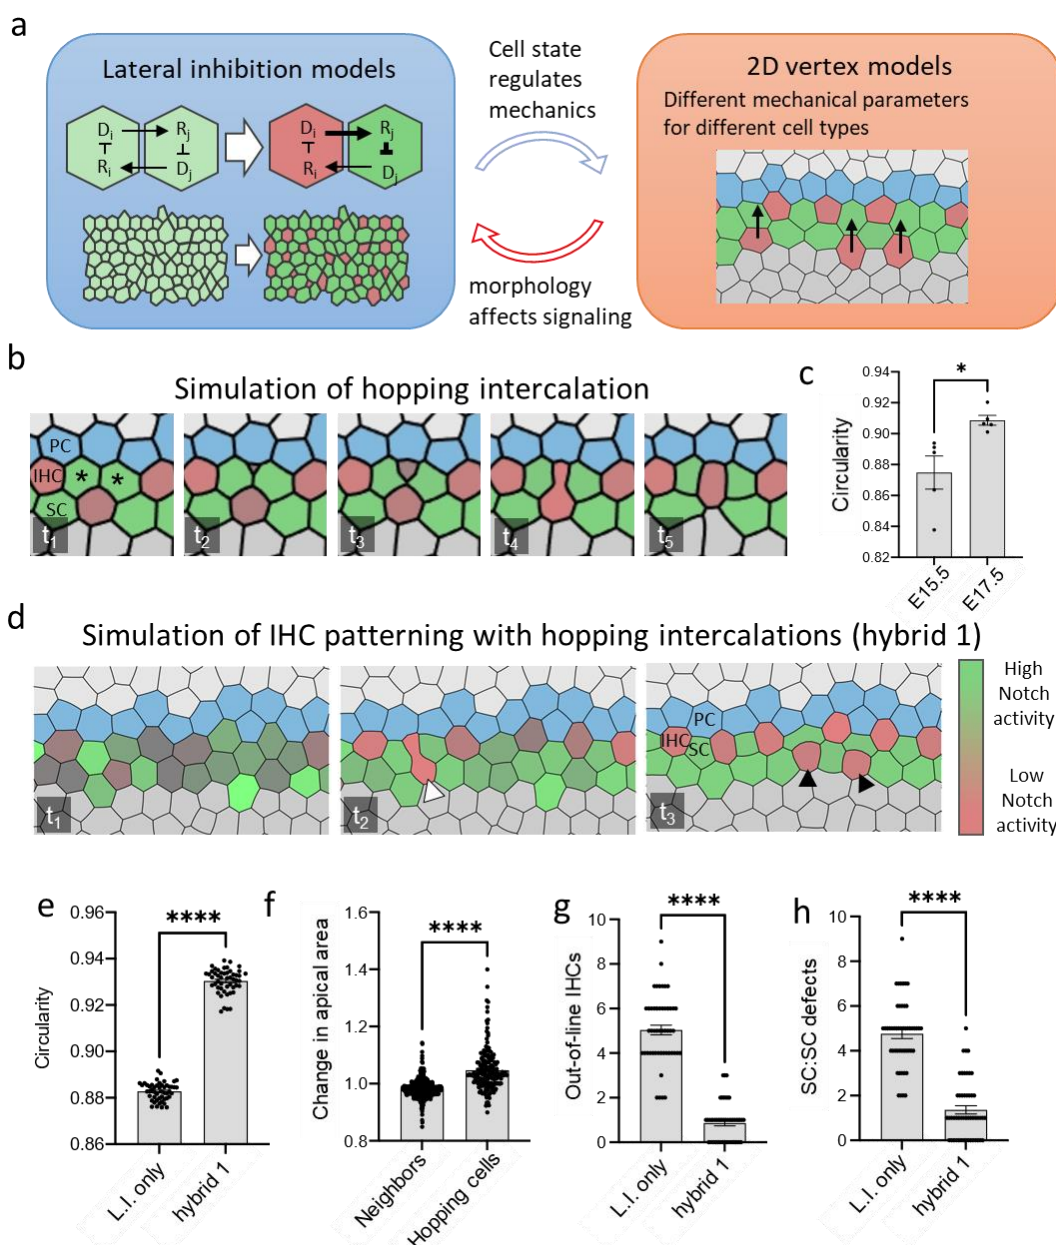 a
Lateral inhibition models
Di
Rj
Ri
Dj
Di
Rj
Ri
Dj
Cell state
regulates
mechanics
morphology
affects signaling
2D vertex models
Different mechanical parameters
for different cell types
b
Simulation of hopping intercalation
PC
IHC
*
*
SC
t1
t2
t3
t4
t5
c
*
Circularity
0.94
0.92
0.90
0.88
0.86
0.84
0.82
E15.5
E17.5
d
Simulation of IHC patterning with hopping intercalations (hybrid 1)
t1
t2
PC
IHC
SC
t3
High
Notch
activity
Low
Notch
activity
e
****
Circularity
0.96
0.94
0.92
0.90
0.88
0.86
L.I. only
hybrid 1
f
****
Change in apical area
1.6
1.4
1.2
1.0
0.8
Neighbors
Hopping cells
g
****
Out-of-line IHCs
10
8
6
4
2
0
L.I. only
hybrid 1
h
****
SC:SC defects
10
8
6
4
2
0
L.I. only
hybrid 1